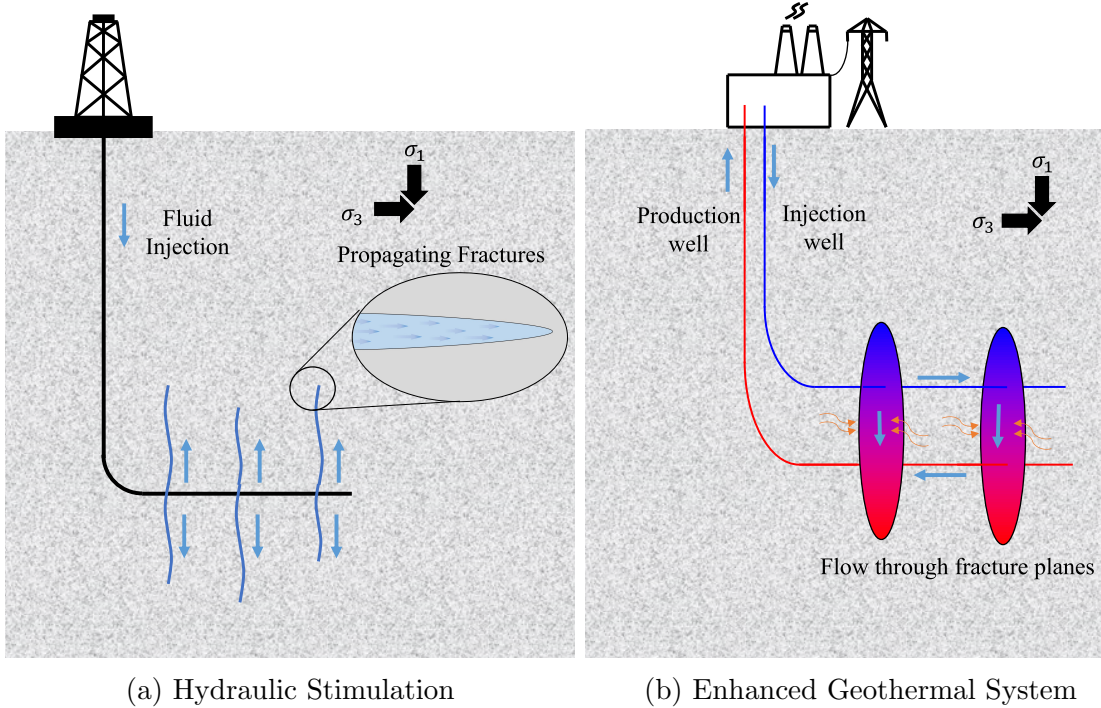 σ1
σ3
Fluid
Injection
Propagating Fractures
(a) Hydraulic Stimulation
σ1
σ3
Production
well
Injection
well
Flow through fracture planes
(b) Enhanced Geothermal System